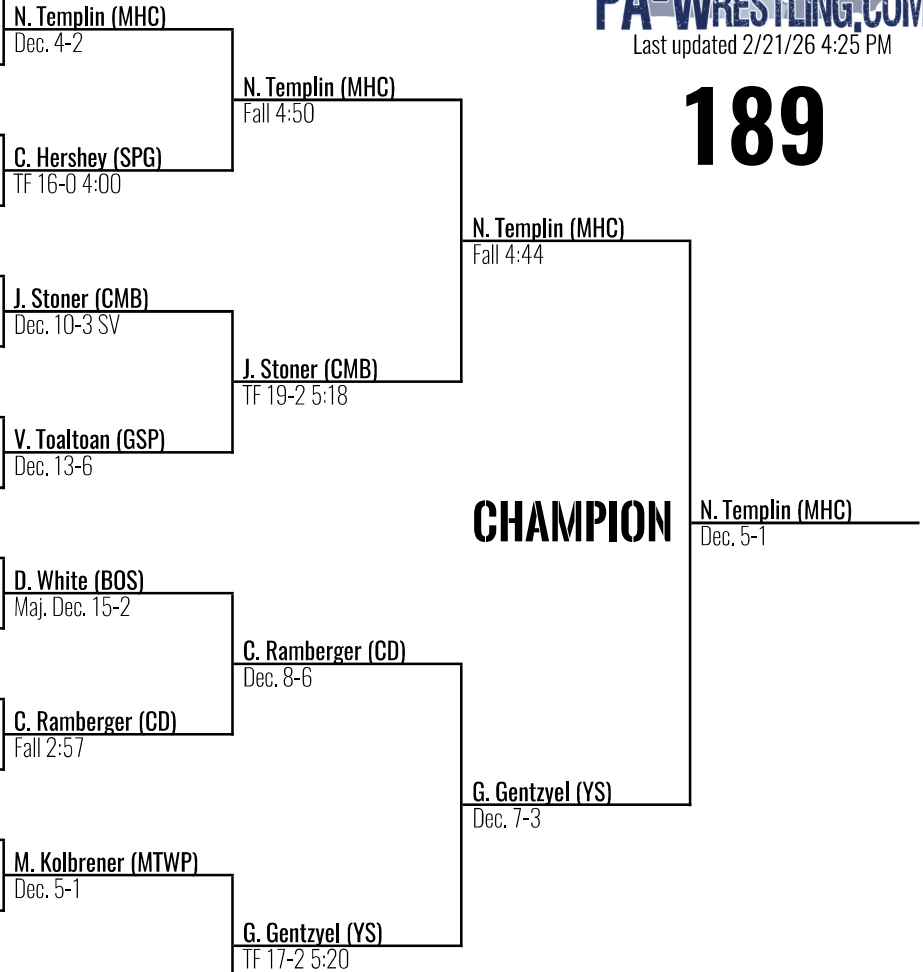 PA-WRESTLING.COM
Last updated 2/21/26 4:25 PM
189
N. Templin (MHC)
Dec. 4-2
N. Templin (MHC)
Fall 4:50
C. Hershey (SPG)
TF 16-0 4:00
N. Templin (MHC)
Fall 4:44
J. Stoner (CMB)
Dec. 10-3 SV
J. Stoner (CMB)
TF 19-2 5:18
V. Toaltoan (GSP)
Dec. 13-6
CHAMPION
N. Templin (MHC)
Dec. 5-1
D. White (BOS)
Maj. Dec. 15-2
C. Ramberger (CD)
Dec. 8-6
C. Ramberger (CD)
Fall 2:57
G. Gentzyel (YS)
Dec. 7-3
M. Kolbrener (MTWP)
Dec. 5-1
G. Gentzyel (YS)
TF 17-2 5:20